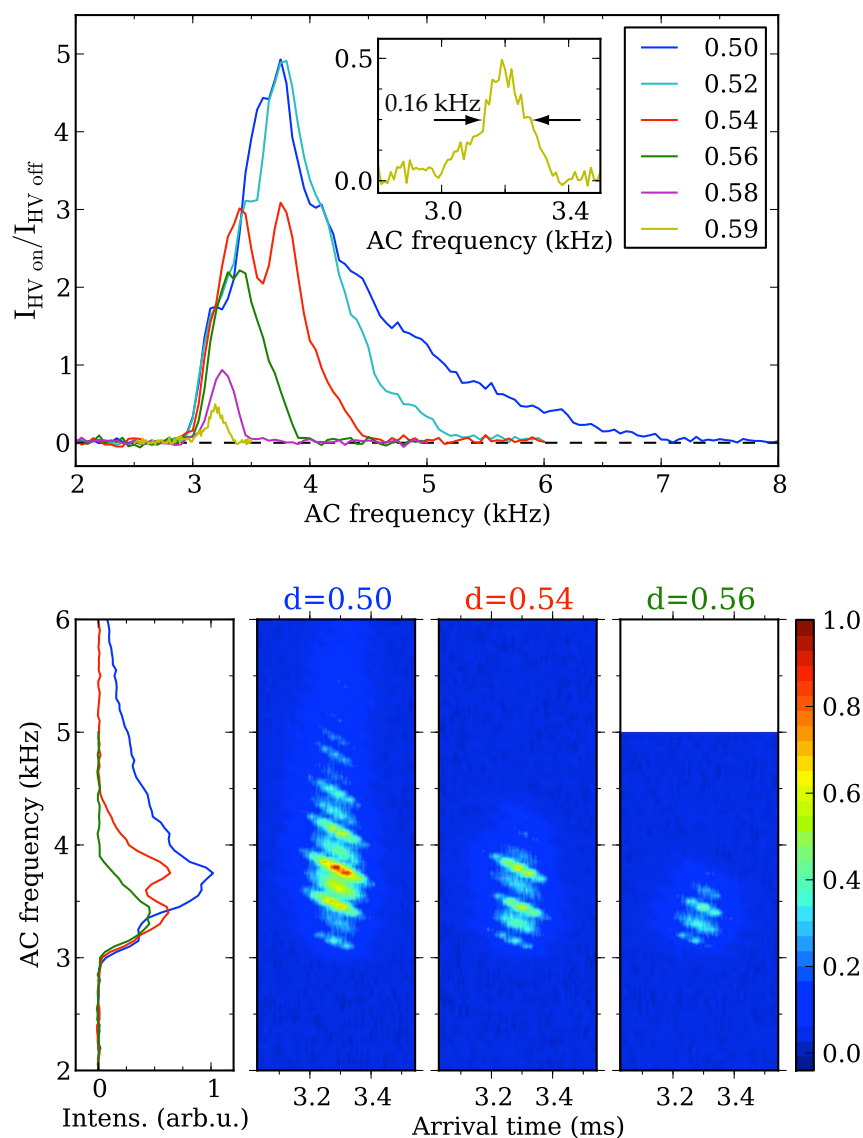 5
4
3
2
1
0
I_HV on/I_HV off
2 3 4 5 6 7 8
AC frequency (kHz)
0.5
0.0
0.16 kHz
3.0 3.4
AC frequency (kHz)
0.50
0.52
0.54
0.56
0.58
0.59
d=0.50 d=0.54 d=0.56
6
5
4
3
2
AC frequency (kHz)
0 1
Intens. (arb.u.)
3.2 3.4 3.2 3.4 3.2 3.4
Arrival time (ms)
1.0
0.8
0.6
0.4
0.2
0.0